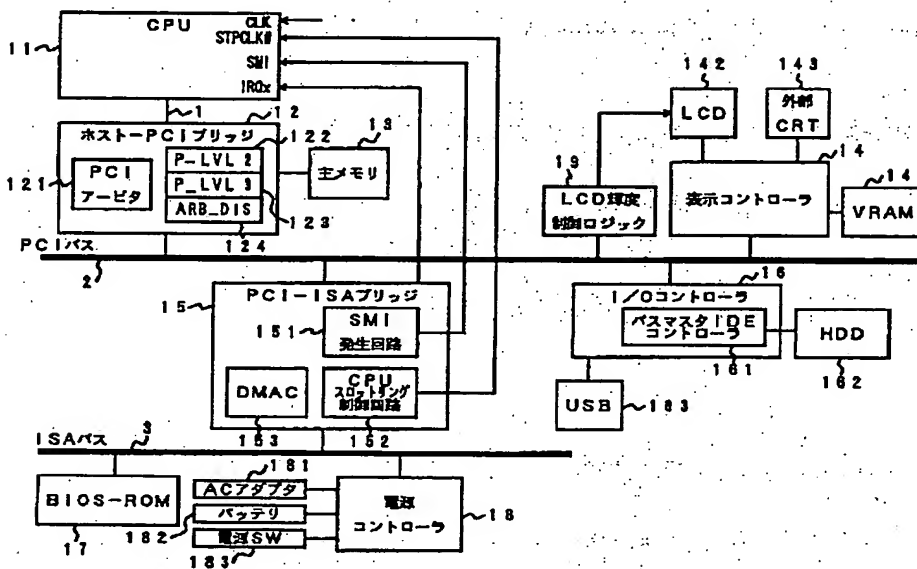 CPU
CLK
STPCLK#
SMI
IRQx
11
1
12
ホストーPCIブリッジ
122
P_LVL2
P_LVL3
ARB_DIS
123
124
121
PCI
アービタ
13
主メモリ
142
LCD
143
外部
CRT
14
表示コントローラ
14
VRAM
19
LCD輝度
制御ロジック
PCIバス
2
15
PCI-ISAブリッジ
151
SMI
発生回路
DMAC
153
CPU
スロットリング
制御回路
152
16
I/Oコントローラ
バスマスタIDE
コントローラ
161
HDD
162
USB
183
ISAバス
3
BIOS-ROM
17
181
ACアダプタ
バッテリ
182
電源SW
183
電源
コントローラ
18